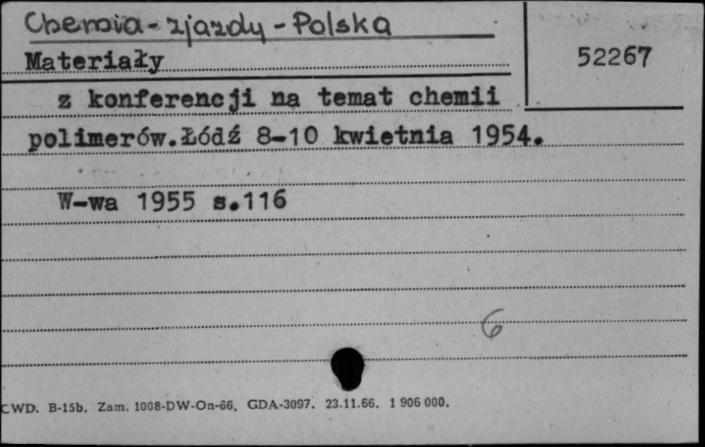 Chemia - zjazdy - Polska
Materiały
52267
z konferencji na temat chemii
polimerów.Łódź 8-10 kwietnia 1954.
W-wa 1955 s.116
6
CWD. B-15b. Zam. 1008-DW-On-66. GDA-3097. 23.11.66. 1 906 000.